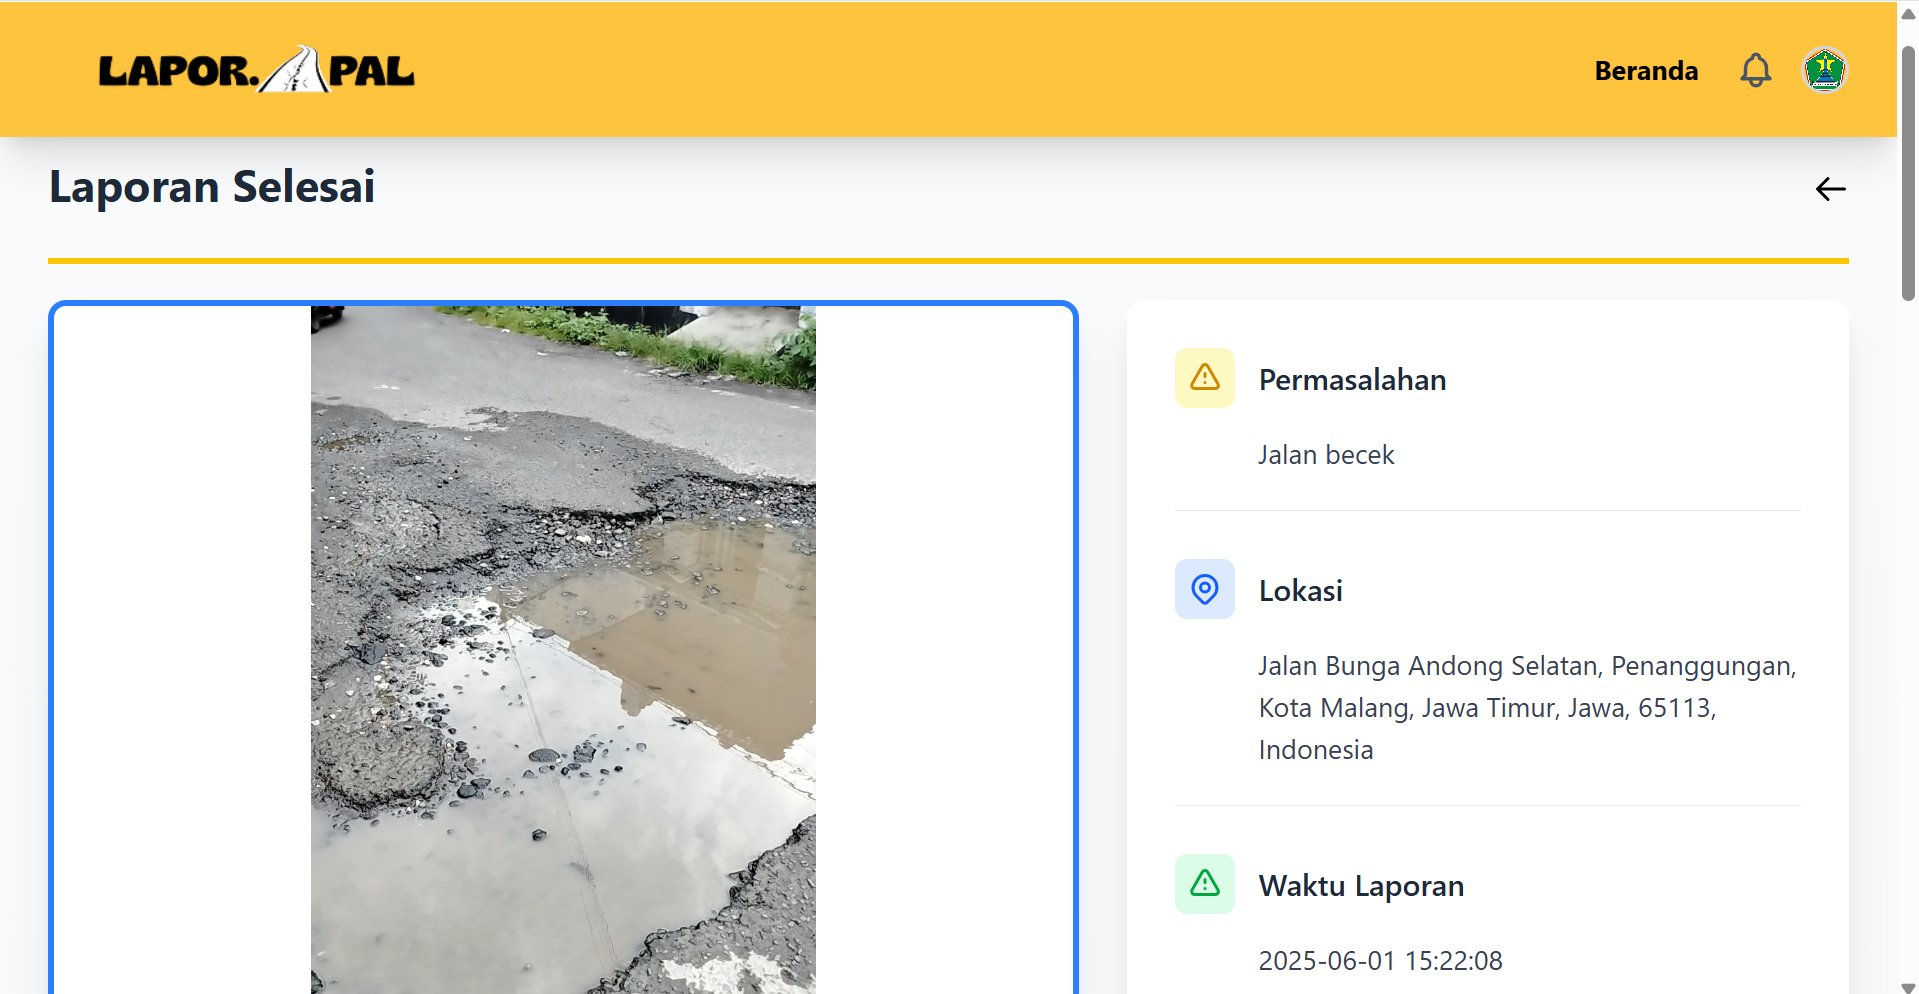 LAPOR. PAL
Beranda
Laporan Selesai
Permasalahan
Jalan becek
Lokasi
Jalan Bunga Andong Selatan, Penanggungan,
Kota Malang, Jawa Timur, Jawa, 65113,
Indonesia
Waktu Laporan
2025-06-01 15:22:08